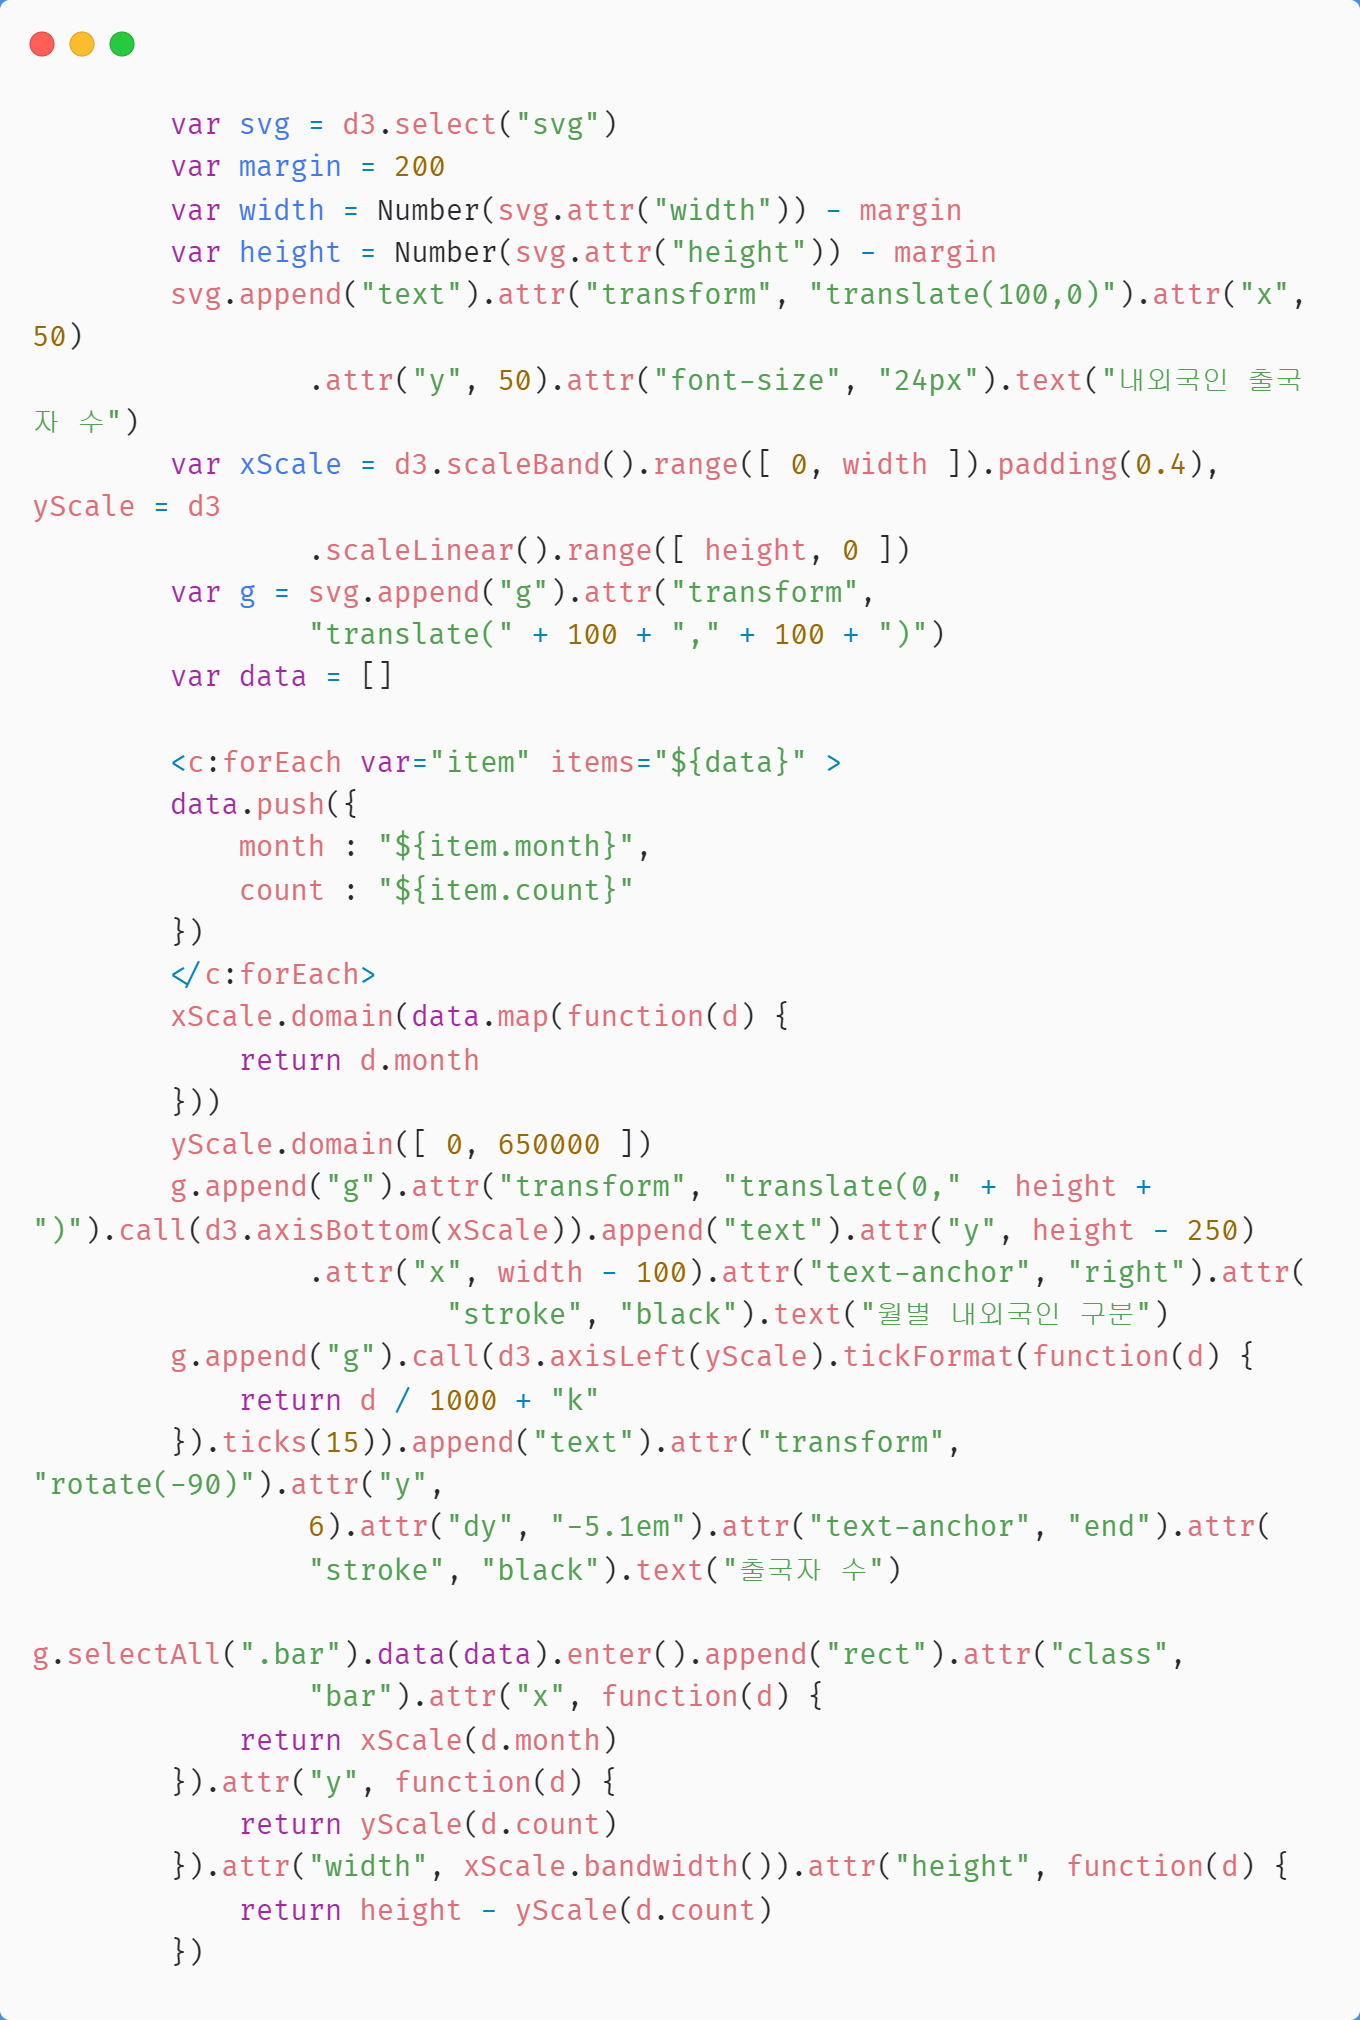 var svg = d3.select("svg")
var margin = 200
var width = Number(svg.attr("width")) - margin
var height = Number(svg.attr("height")) - margin
svg.append("text").attr("transform", "translate(100,0)").attr("x",
50)
.attr("y", 50).attr("font-size", "24px").text("내외국인 출국
자 수")
var xScale = d3.scaleBand().range([ 0, width ]).padding(0.4),
yScale = d3
.scaleLinear().range([ height, 0 ])
var g = svg.append("g").attr("transform",
"translate(" + 100 + "," + 100 + ")")
var data = []
<c:forEach var="item" items="${data}" >
data.push({
month : "${item.month}",
count : "${item.count}"
})
</c:forEach>
xScale.domain(data.map(function(d) {
return d.month
}))
yScale.domain([ 0, 650000 ])
g.append("g").attr("transform", "translate(0," + height +
")").call(d3.axisBottom(xScale)).append("text").attr("y", height - 250)
.attr("x", width - 100).attr("text-anchor", "right").attr(
"stroke", "black").text("월별 내외국인 구분")
g.append("g").call(d3.axisLeft(yScale).tickFormat(function(d) {
return d / 1000 + "k"
}).ticks(15)).append("text").attr("transform",
"rotate(-90)").attr("y",
6).attr("dy", "-5.1em").attr("text-anchor", "end").attr(
"stroke", "black").text("출국자 수")
g.selectAll(".bar").data(data).enter().append("rect").attr("class",
"bar").attr("x", function(d) {
return xScale(d.month)
}).attr("y", function(d) {
return yScale(d.count)
}).attr("width", xScale.bandwidth()).attr("height", function(d) {
return height - yScale(d.count)
})